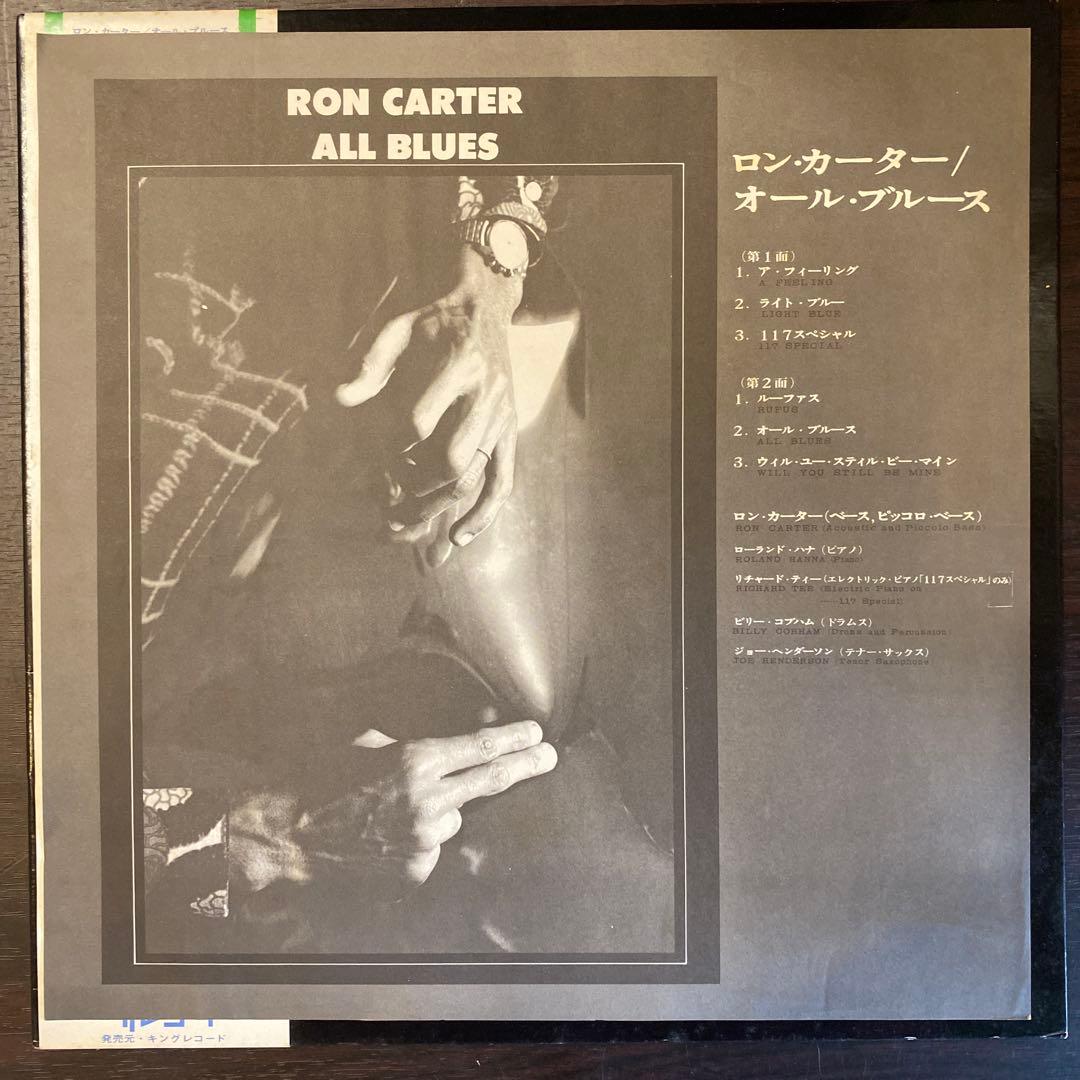 ロン・カーター/オール・ブルース
RON CARTER
ALL BLUES
ロン・カーター/
オール・ブルース
(第1面)
1. ア・フィーリング
A FEELING
2. ライト・ブルー
LIGHT BLUE
3. 117スペシャル
117 SPECIAL
(第2面)
1. ルーファス
RUFUS
2. オール・ブルース
ALL BLUES
3. ウィル・ユー・スティル・ビー・マイン
WILL YOU STILL BE MINE
ロン・カーター(ベース,ピッコロ・ベース)
RON CARTER (Acoustic and Piccolo Bass)
ローランド・ハナ(ピアノ)
ROLAND HANNA (Piano)
リチャード・ティー(エレクトリック・ピアノ「117スペシャル」のみ)
RICHARD TEE (Electric Piano on
117 Special)
ビリー・コブハム(ドラムス)
BILLY COBHAM (Drums and Percussion)
ジョー・ヘンダーソン(テナー・サックス)
JOE HENDERSON (Tenor Saxophone
発売元・キングレコード